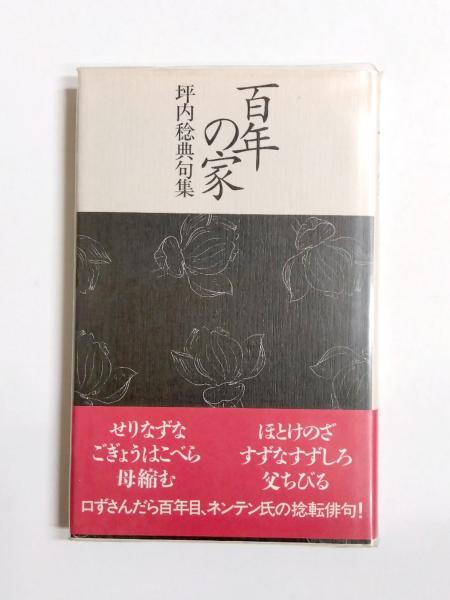 百年の家
坪内稔典句集
せりなずな
ごぎょうはこべら
母縮む
ほとけのざ
すずなすずしろ
父ちびる
口ずさんだら百年目、ネンテン氏の捻転俳句!